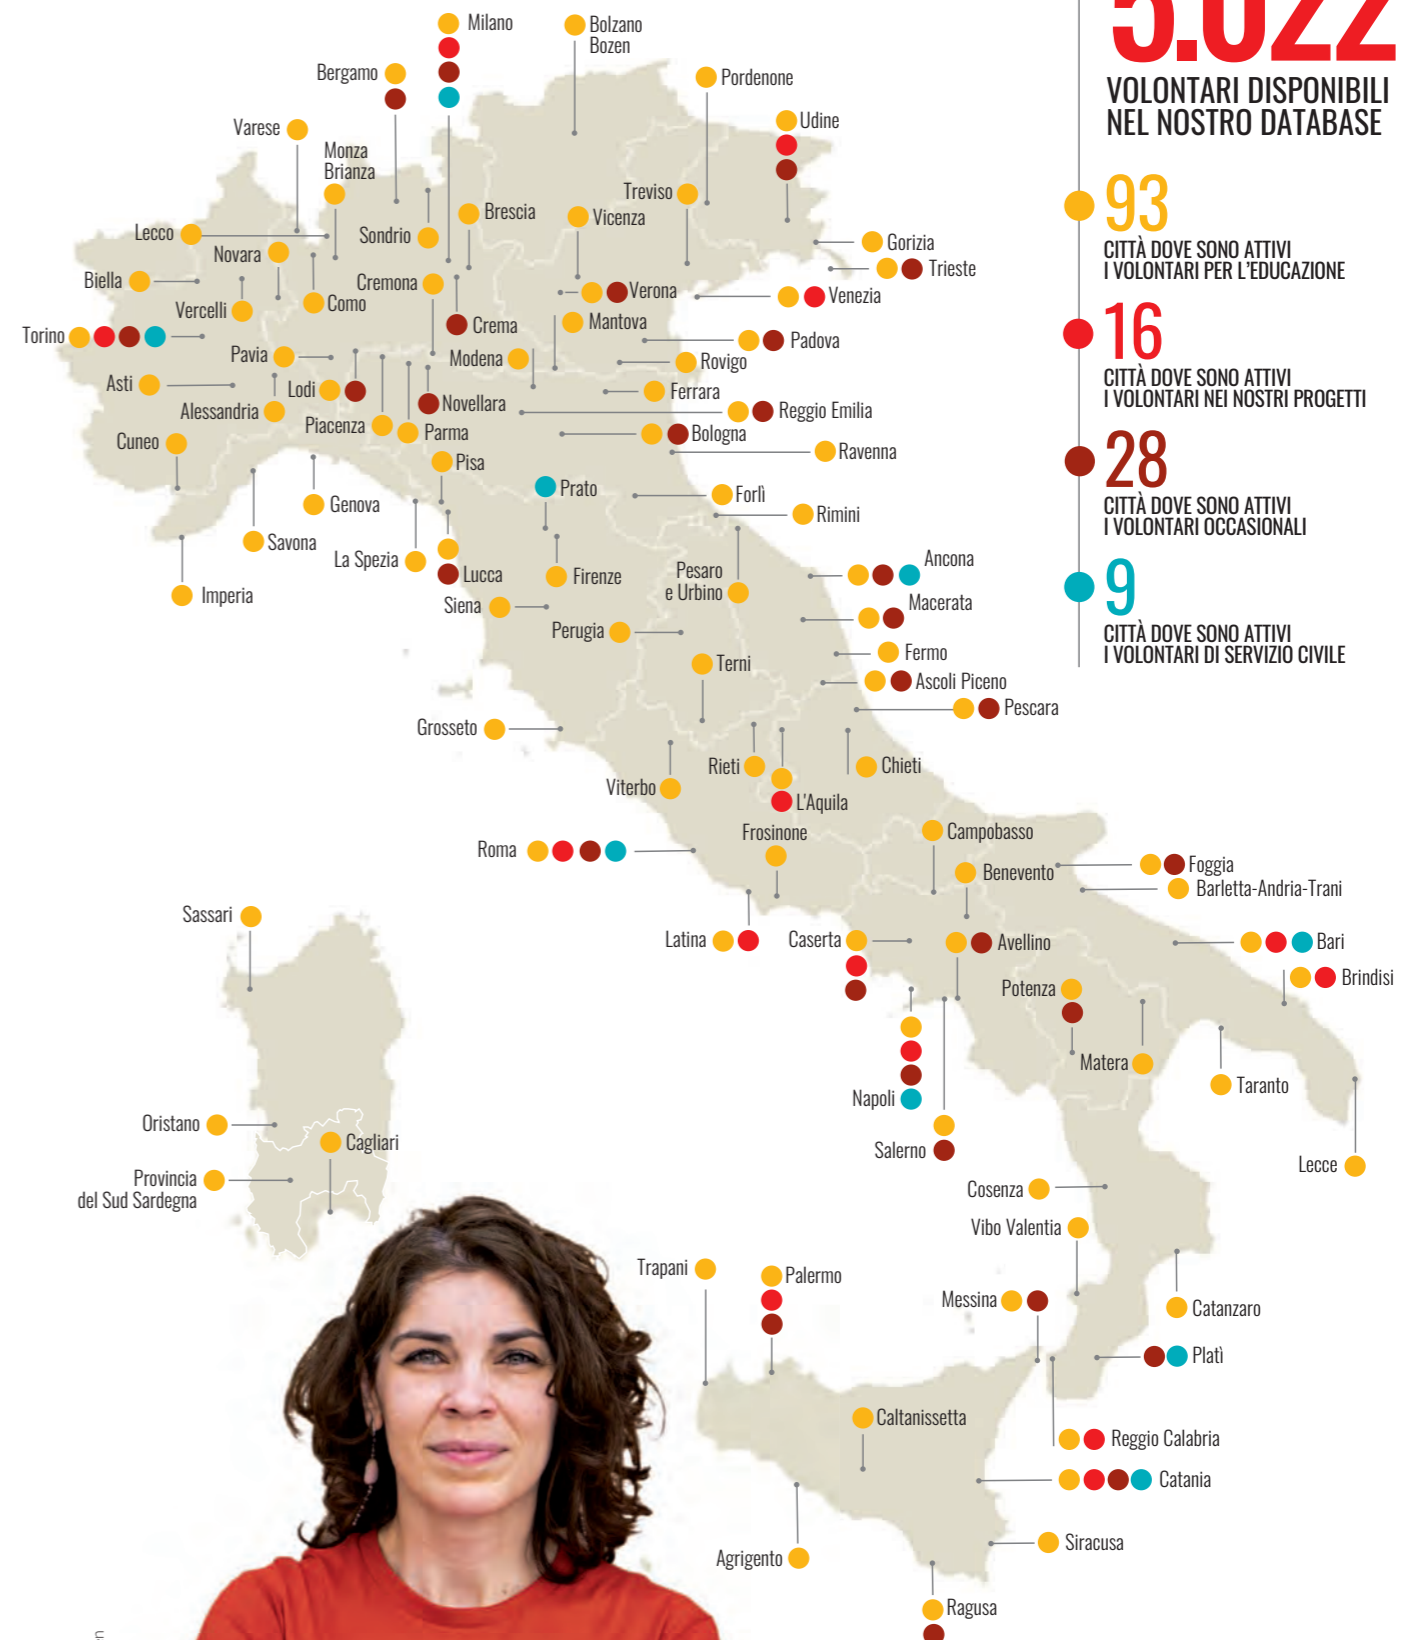 5.022
VOLONTARI DISPONIBILI
NEL NOSTRO DATABASE
93
CITTÀ DOVE SONO ATTIVI
I VOLONTARI PER L'EDUCAZIONE
16
CITTÀ DOVE SONO ATTIVI
I VOLONTARI NEI NOSTRI PROGETTI
28
CITTÀ DOVE SONO ATTIVI
I VOLONTARI OCCASIONALI
9
CITTÀ DOVE SONO ATTIVI
I VOLONTARI DI SERVIZIO CIVILE
Milano
Bolzano
Bozen
Bergamo
Pordenone
Varese
Udine
Monza
Brianza
Treviso
Brescia
Vicenza
Lecco
Sondrio
Gorizia
Novara
Trieste
Biella
Cremona
Verona
Venezia
Vercelli
Como
Crema
Mantova
Torino
Padova
Pavia
Modena
Rovigo
Asti
Lodi
Ferrara
Alessandria
Novellara
Reggio Emilia
Piacenza
Parma
Bologna
Cuneo
Ravenna
Pisa
Prato
Forlì
Genova
Rimini
Savona
La Spezia
Lucca
Firenze
Pesaro
e Urbino
Ancona
Imperia
Siena
Macerata
Perugia
Fermo
Terni
Ascoli Piceno
Pescara
Grosseto
Rieti
Chieti
Viterbo
L'Aquila
Frosinone
Campobasso
Roma
Benevento
Foggia
Barletta-Andria-Trani
Sassari
Latina
Caserta
Avellino
Bari
Brindisi
Potenza
Matera
Taranto
Napoli
Oristano
Cagliari
Salerno
Lecce
Provincia
del Sud Sardegna
Cosenza
Vibo Valentia
Trapani
Palermo
Messina
Catanzaro
Platì
Caltanissetta
Reggio Calabria
Catania
Siracusa
Agrigento
Ragusa